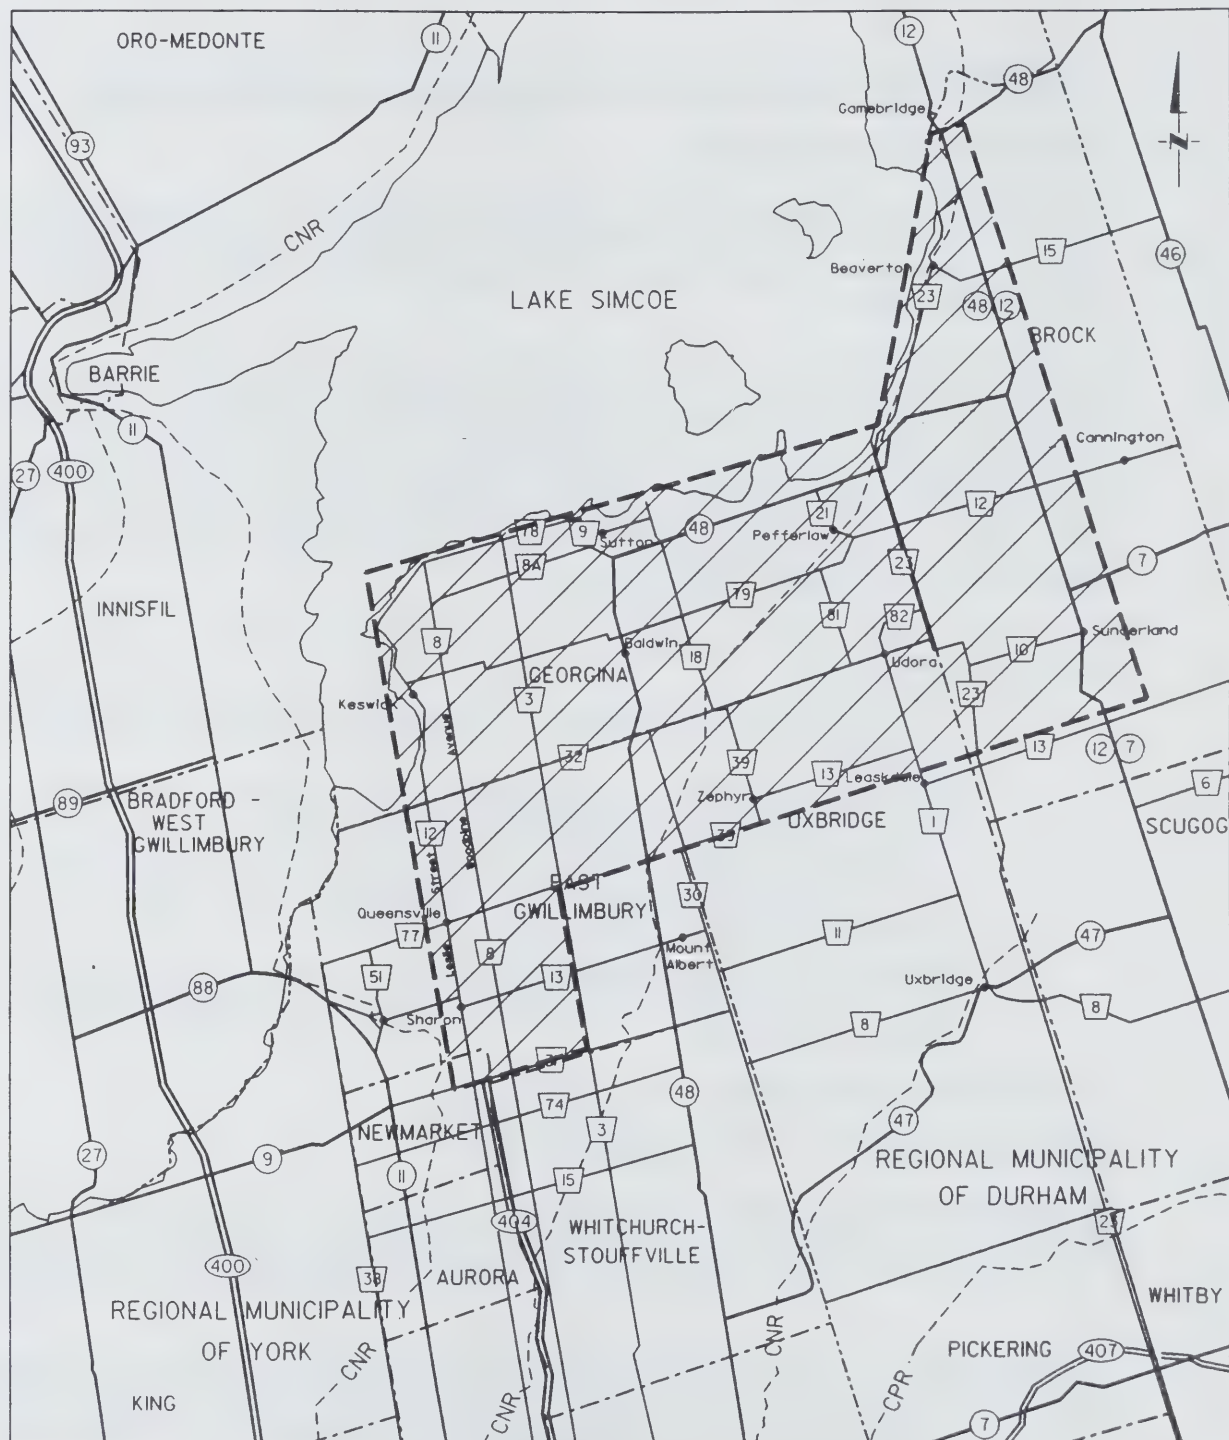 ORO-MEDONTE
11
12
48
Gamebridge
93
N
CNR
15
46
Beaverton
LAKE SIMCOE
23
48
12
BROCK
BARRIE
11
Cannington
27
400
12
21
78
9
48
Sutton
Pefferlaw
8A
23
7
79
INNISFIL
81
82
8
Baldwin
18
Sunderland
10
Udora
GEORGINA
Keswick
3
23
Avenue
32
39
13
13
12
7
Leaskdale
6
89
BRADFORD -
WEST
GWILLIMBURY
Zephyr
UXBRIDGE
1
SCUGOG
12
Woodbine
39
Street
EAST
GWILLIMBURY
30
Queensville
77
11
47
Mount
Albert
8
51
13
Leslie
88
Uxbridge
8
Sharon
8
31
74
48
NEWMARKET
3
47
27
9
11
15
REGIONAL MUNICIPALITY
OF DURHAM
404
23
WHITCHURCH-
STOUFFVILLE
400
38
AURORA
WHITBY
REGIONAL MUNICIPALITY
OF YORK
CNR
CNR
PICKERING
407
CPR
KING
CNR
7